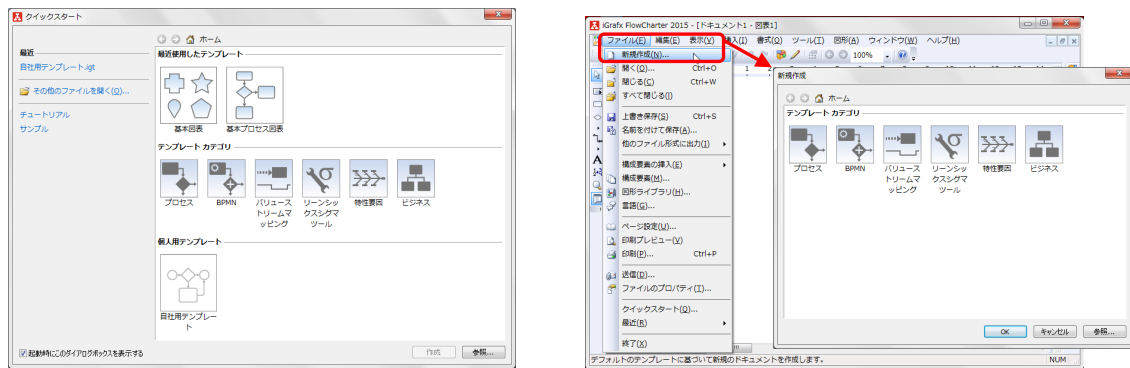 クイックスタート
ホーム
最近
自社用テンプレート.igt
その他のファイルを開く(O)...
チュートリアル
サンプル
最近使用したテンプレート
基本図表
基本プロセス図表
テンプレート カテゴリ
プロセス
BPMN
バリュース
トリームマ
ッピング
リーンシッ
クスシグマ
ツール
特性要因
ビジネス
個人用テンプレート
自社用テンプレー
ト
起動時にこのダイアログボックスを表示する
作成
参照...
iGrafx FlowCharter 2015 - [ドキュメント1 - 図表1]
ファイル(F) 編集(E) 表示(V) 挿入(I) 書式(O) ツール(T) 図形(A) ウィンドウ(W) ヘルプ(H)
100%
新規作成(N)...
開く(O)... Ctrl+O
閉じる(C) Ctrl+W
すべて閉じる(l)
上書き保存(S) Ctrl+S
名前を付けて保存(A)...
他のファイル形式に出力(1)
構成要素の挿入(E)
構成要素(M)...
図形ライブラリ(H)...
言語(G)...
ページ設定(U)...
印刷プレビュー(V)
印刷(P)... Ctrl+P
送信(D)...
ファイルのプロパティ(T)...
クイックスタート(Q)...
最近(R)
終了(X)
デフォルトのテンプレートに基づいて新規のドキュメントを作成します。
NUM
新規作成
ホーム
テンプレート カテゴリ
プロセス
BPMN
バリュース
トリームマ
ッピング
リーンシッ
クスシグマ
ツール
特性要因
ビジネス
OK
キャンセル
参照...